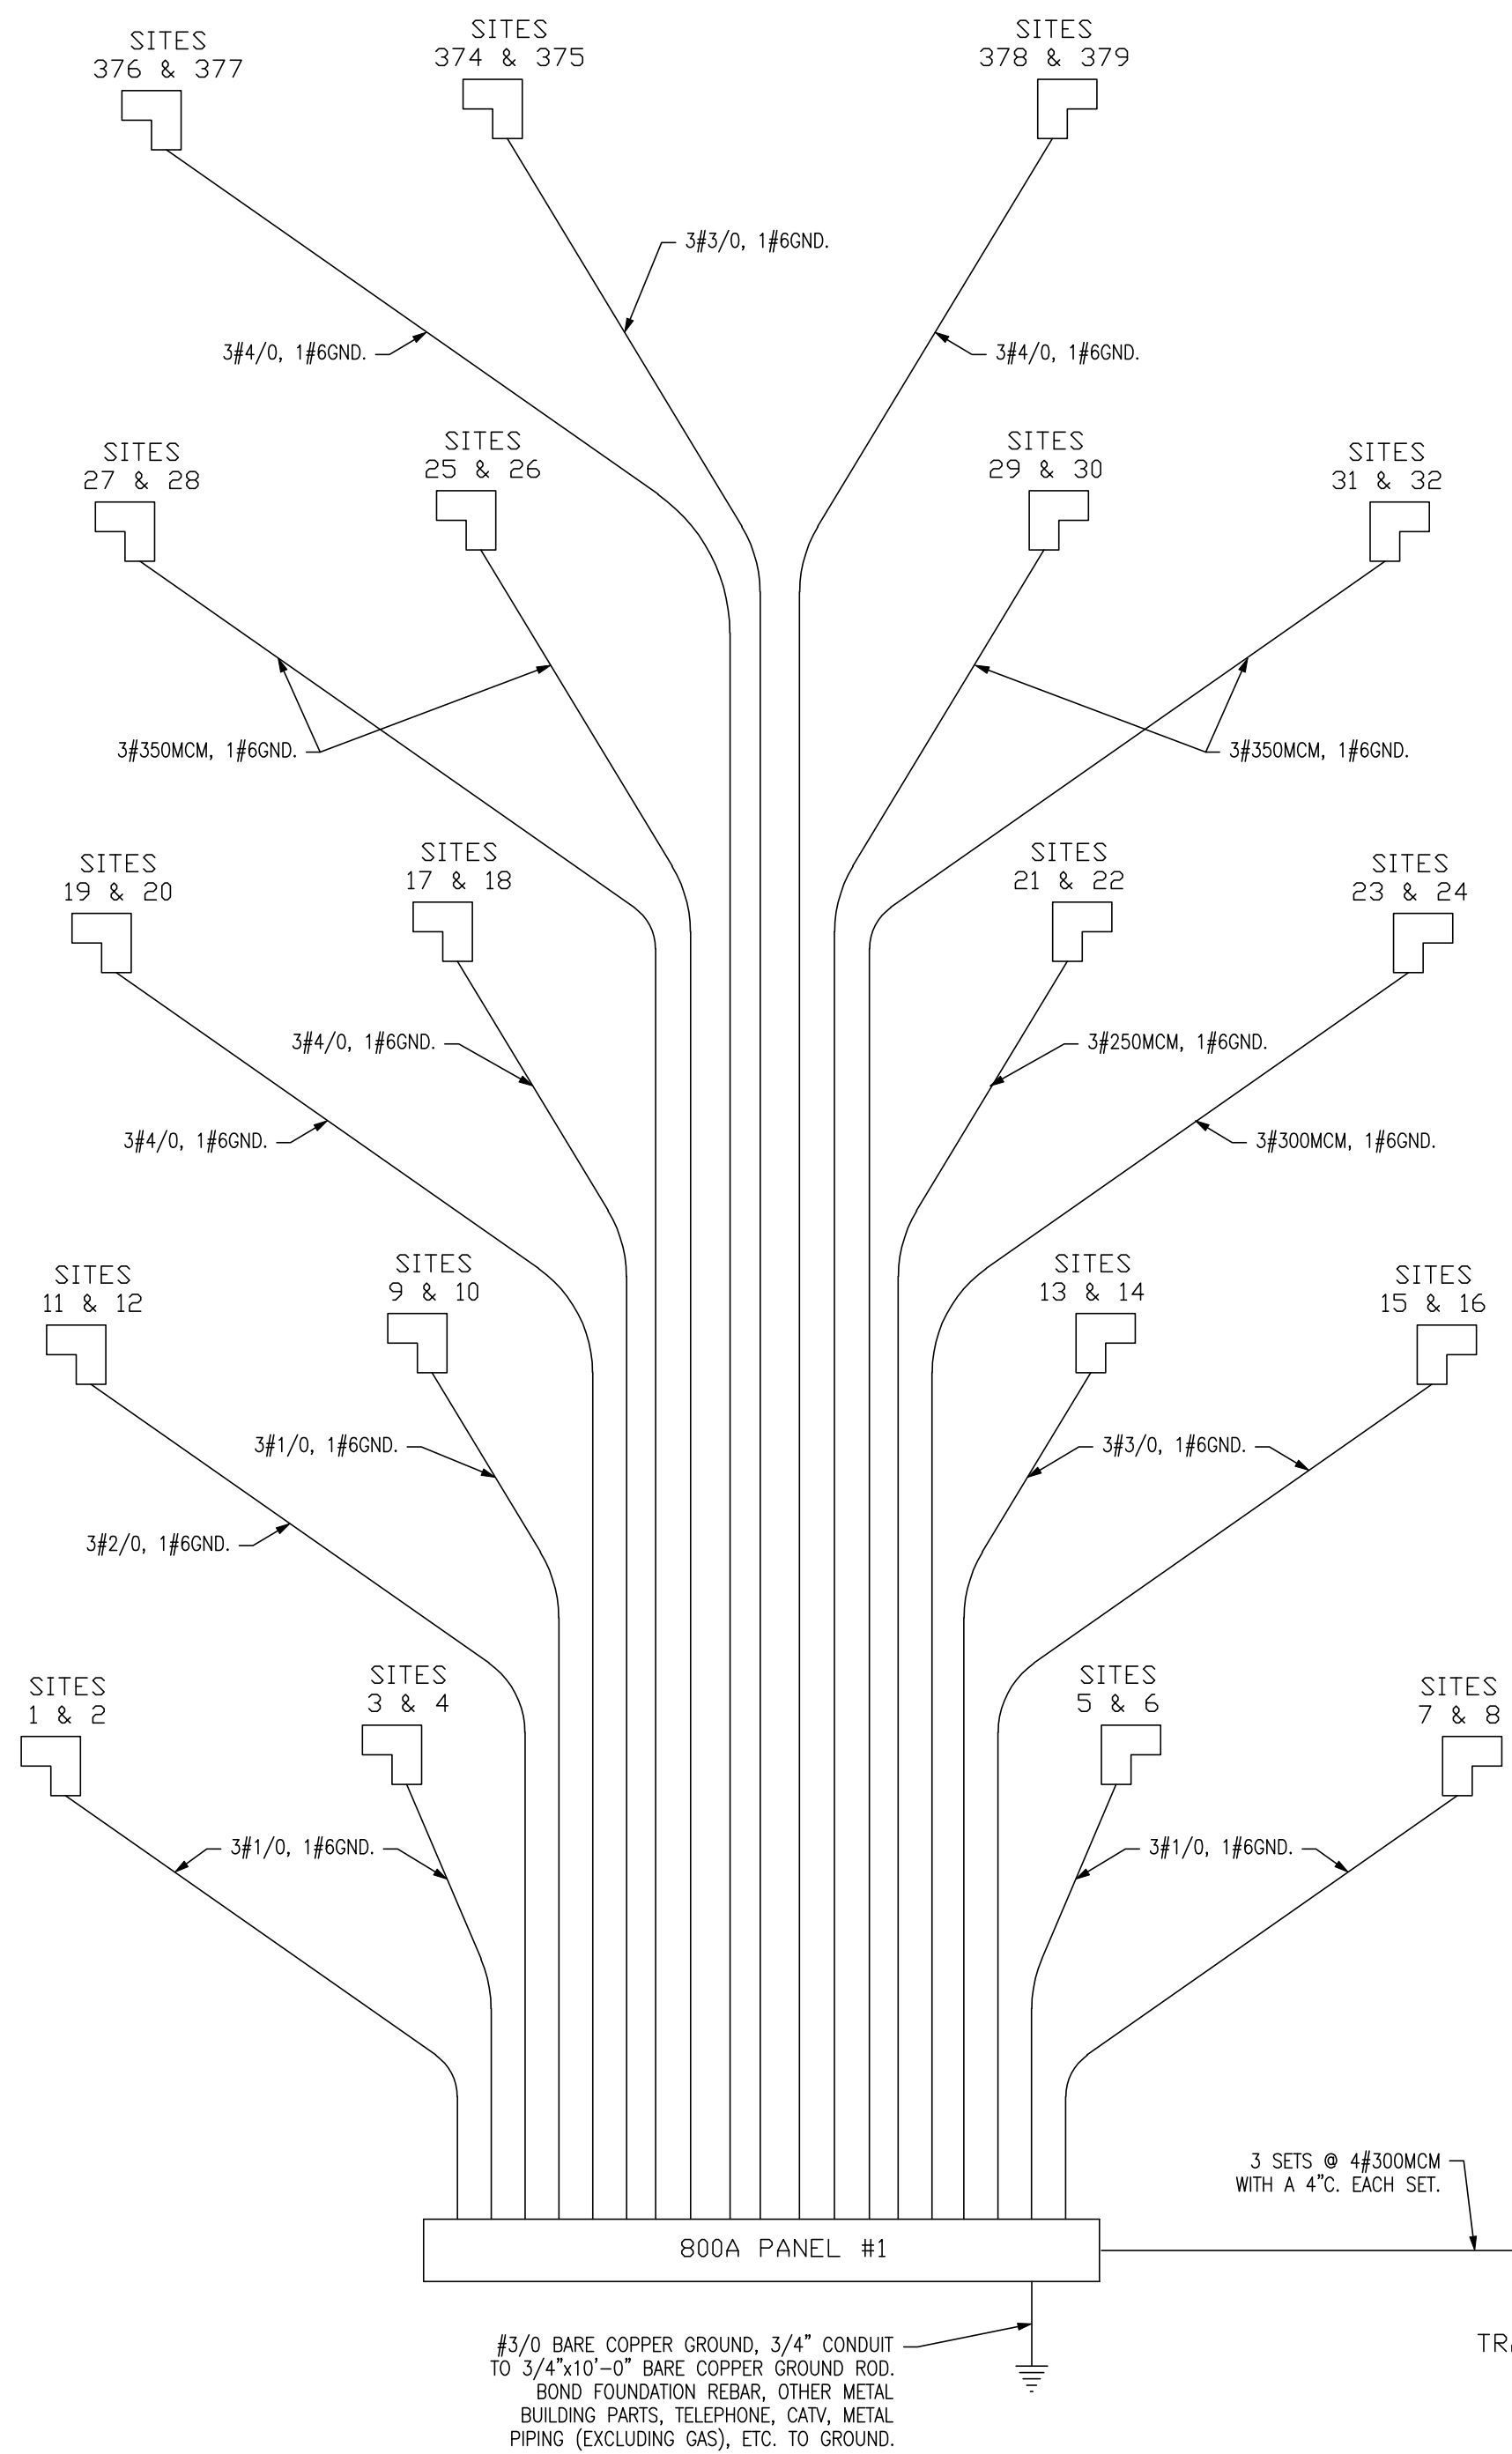 SITES
376 & 377
SITES
374 & 375
SITES
378 & 379
3#3/0, 1#6GND.
3#4/0, 1#6GND.
3#4/0, 1#6GND.
SITES
27 & 28
SITES
25 & 26
SITES
29 & 30
SITES
31 & 32
3#350MCM, 1#6GND.
3#350MCM, 1#6GND.
SITES
19 & 20
SITES
17 & 18
SITES
21 & 22
SITES
23 & 24
3#4/0, 1#6GND.
3#250MCM, 1#6GND.
3#4/0, 1#6GND.
3#300MCM, 1#6GND.
SITES
11 & 12
SITES
9 & 10
SITES
13 & 14
SITES
15 & 16
3#1/0, 1#6GND.
3#3/0, 1#6GND.
3#2/0, 1#6GND.
SITES
1 & 2
SITES
3 & 4
SITES
5 & 6
SITES
7 & 8
3#1/0, 1#6GND.
3#1/0, 1#6GND.
3 SETS @ 4#300MCM
WITH A 4"C. EACH SET.
800A PANEL #1
#3/0 BARE COPPER GROUND, 3/4" CONDUIT
TO 3/4"x10'-0" BARE COPPER GROUND ROD.
BOND FOUNDATION REBAR, OTHER METAL
BUILDING PARTS, TELEPHONE, CATV, METAL
PIPING (EXCLUDING GAS), ETC. TO GROUND.